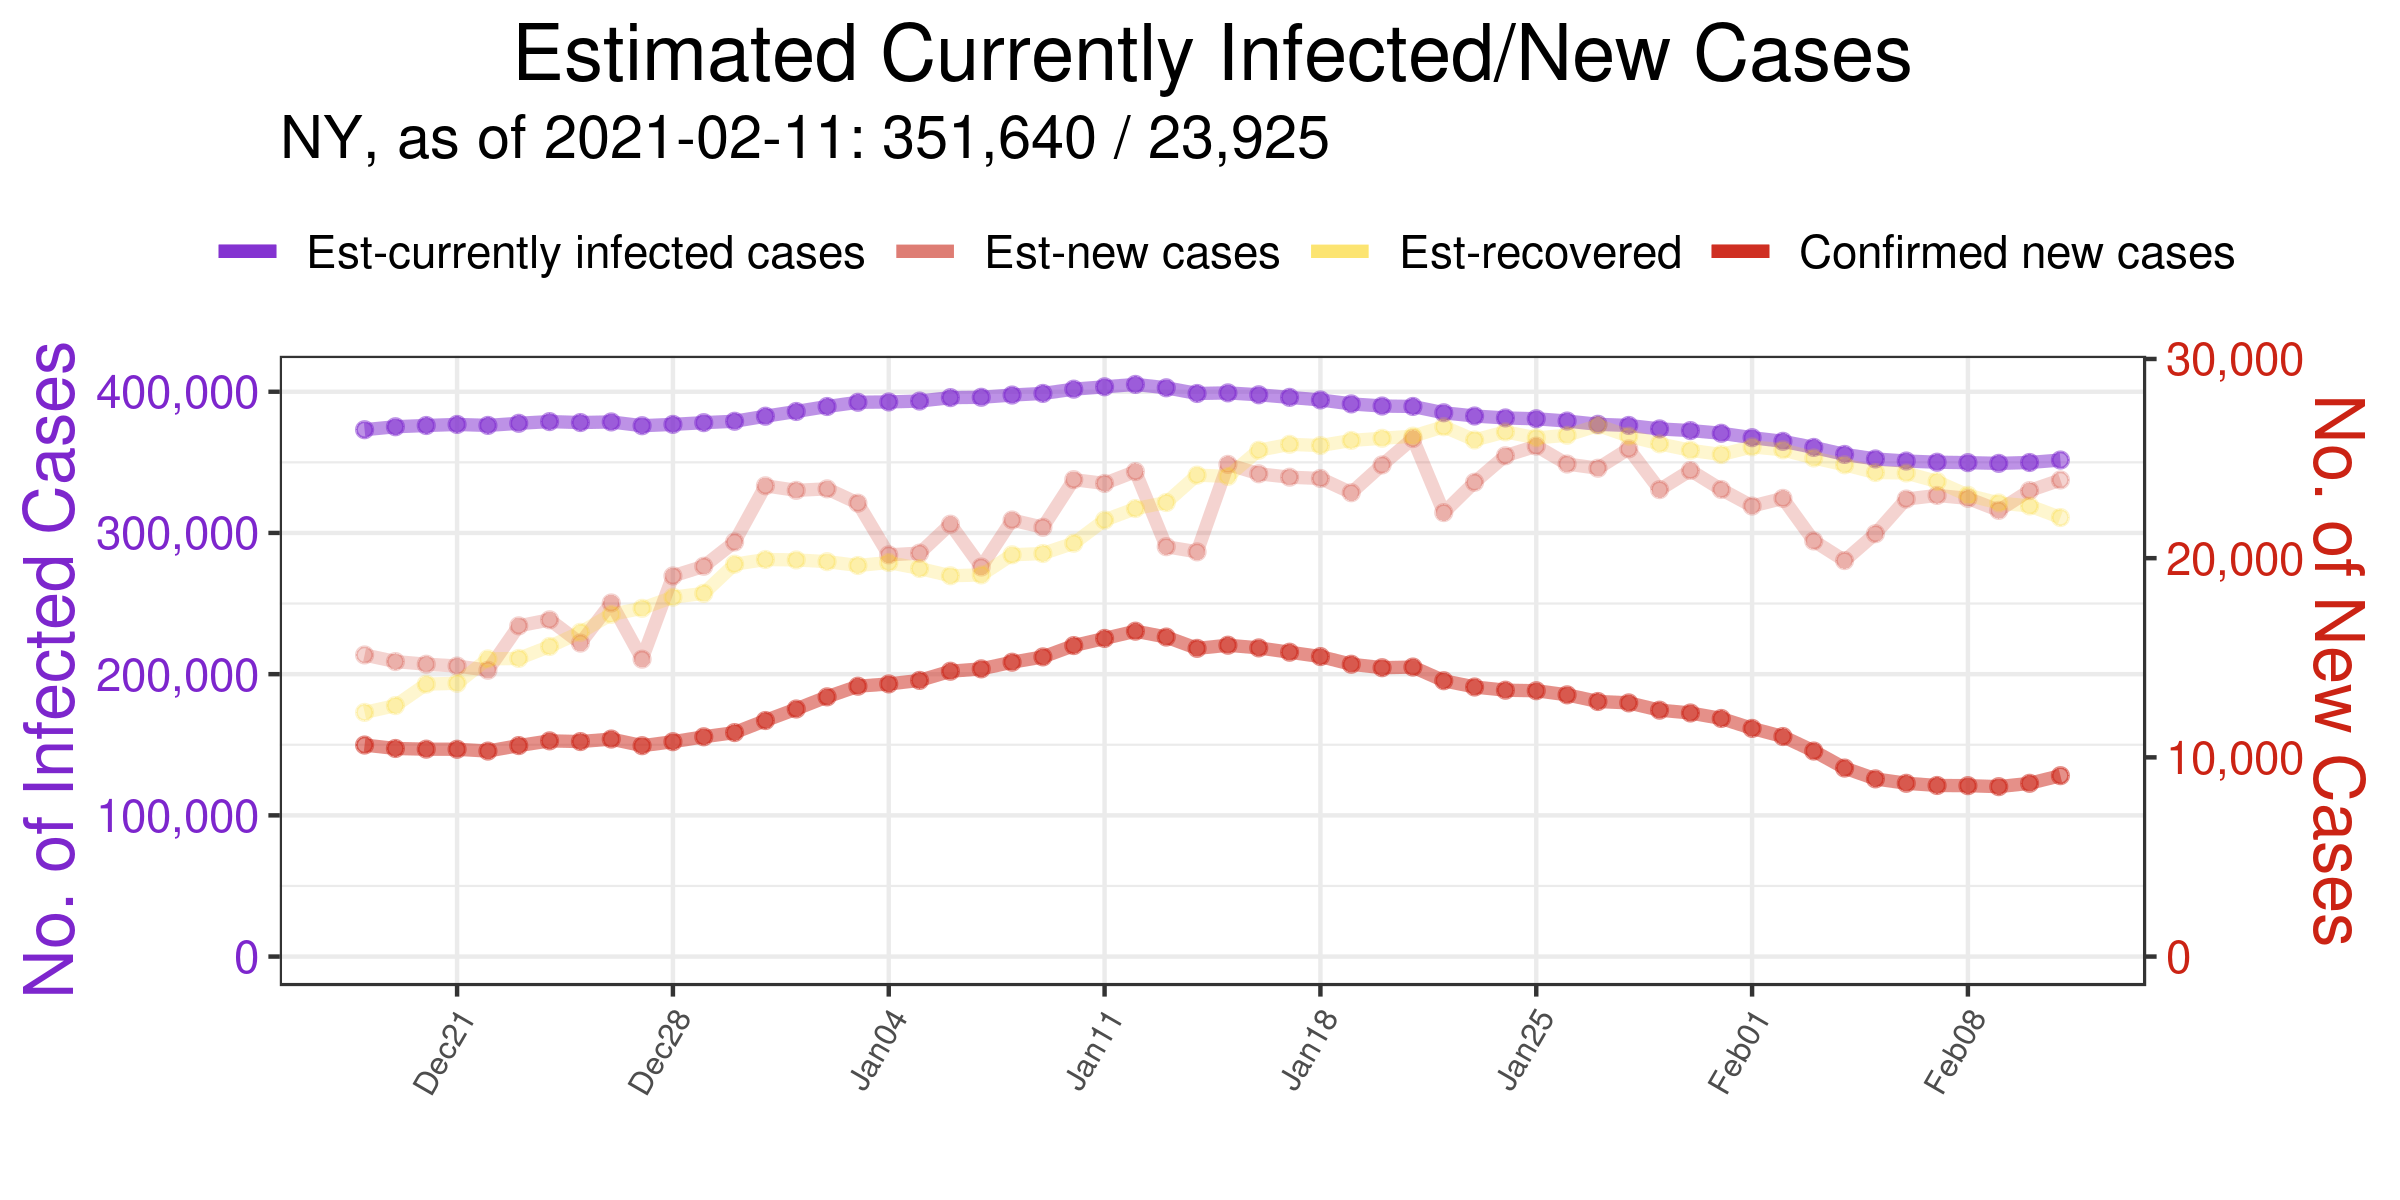 Estimated Currently Infected/New Cases
NY, as of 2021-02-11: 351,640 / 23,925
Est-currently infected cases Est-new cases Est-recovered Confirmed new cases
No. of Infected Cases
400,000
300,000
200,000
100,000
0
30,000
20,000
10,000
0
No. of New Cases
Dec21 Dec28 Jan04 Jan11 Jan18 Jan25 Feb01 Feb08